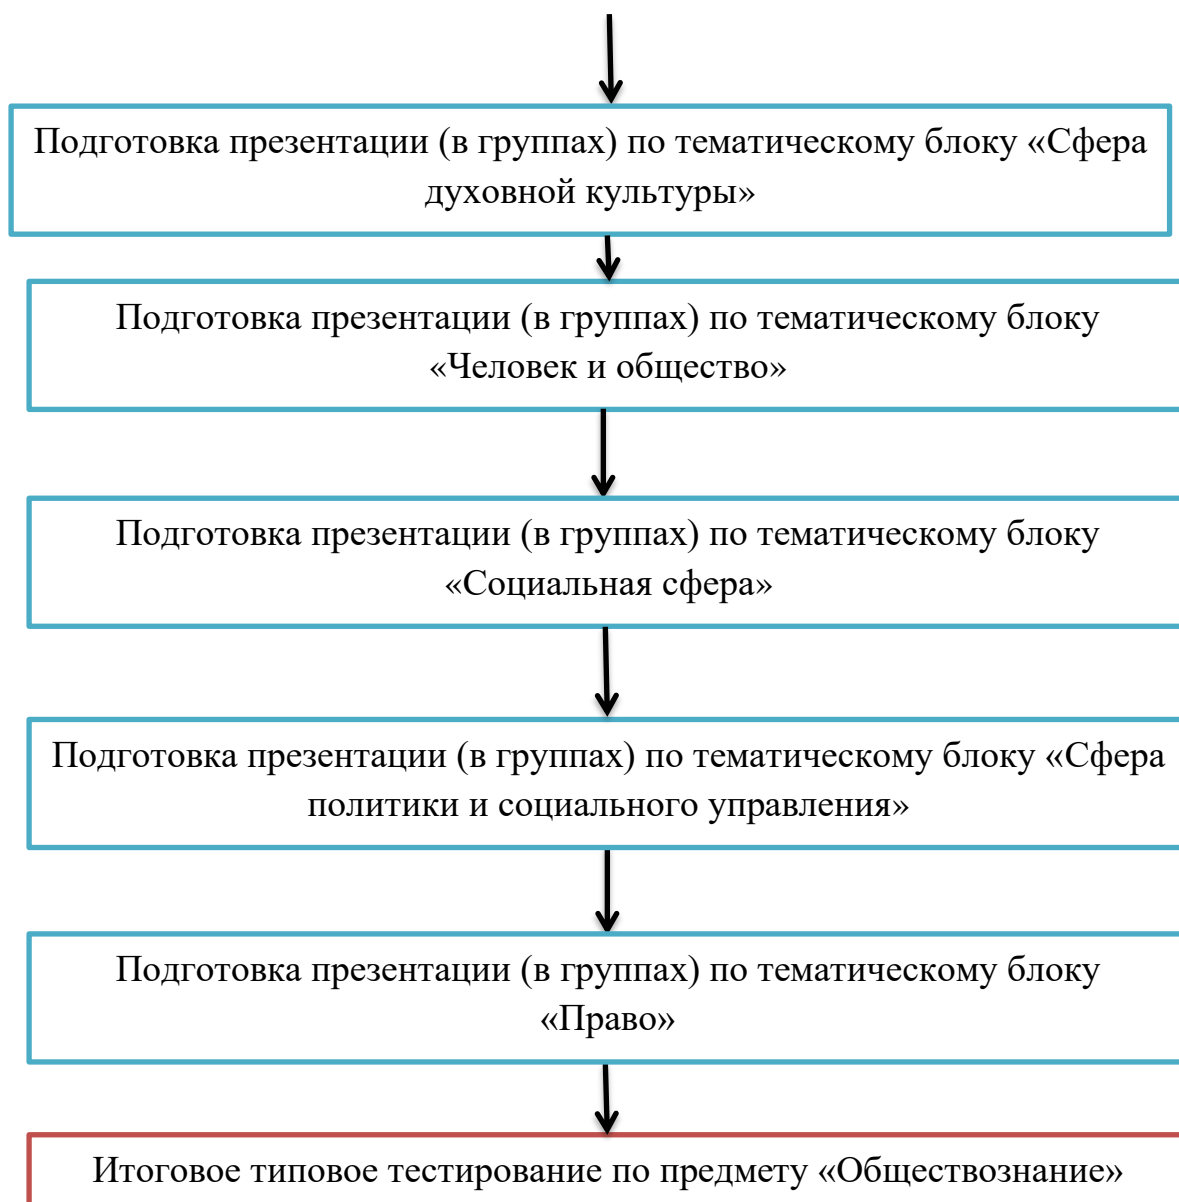 Подготовка презентации (в группах) по тематическому блоку «Сфера
духовной культуры»
Подготовка презентации (в группах) по тематическому блоку
«Человек и общество»
Подготовка презентации (в группах) по тематическому блоку
«Социальная сфера»
Подготовка презентации (в группах) по тематическому блоку «Сфера
политики и социального управления»
Подготовка презентации (в группах) по тематическому блоку
«Право»
Итоговое типовое тестирование по предмету «Обществознание»